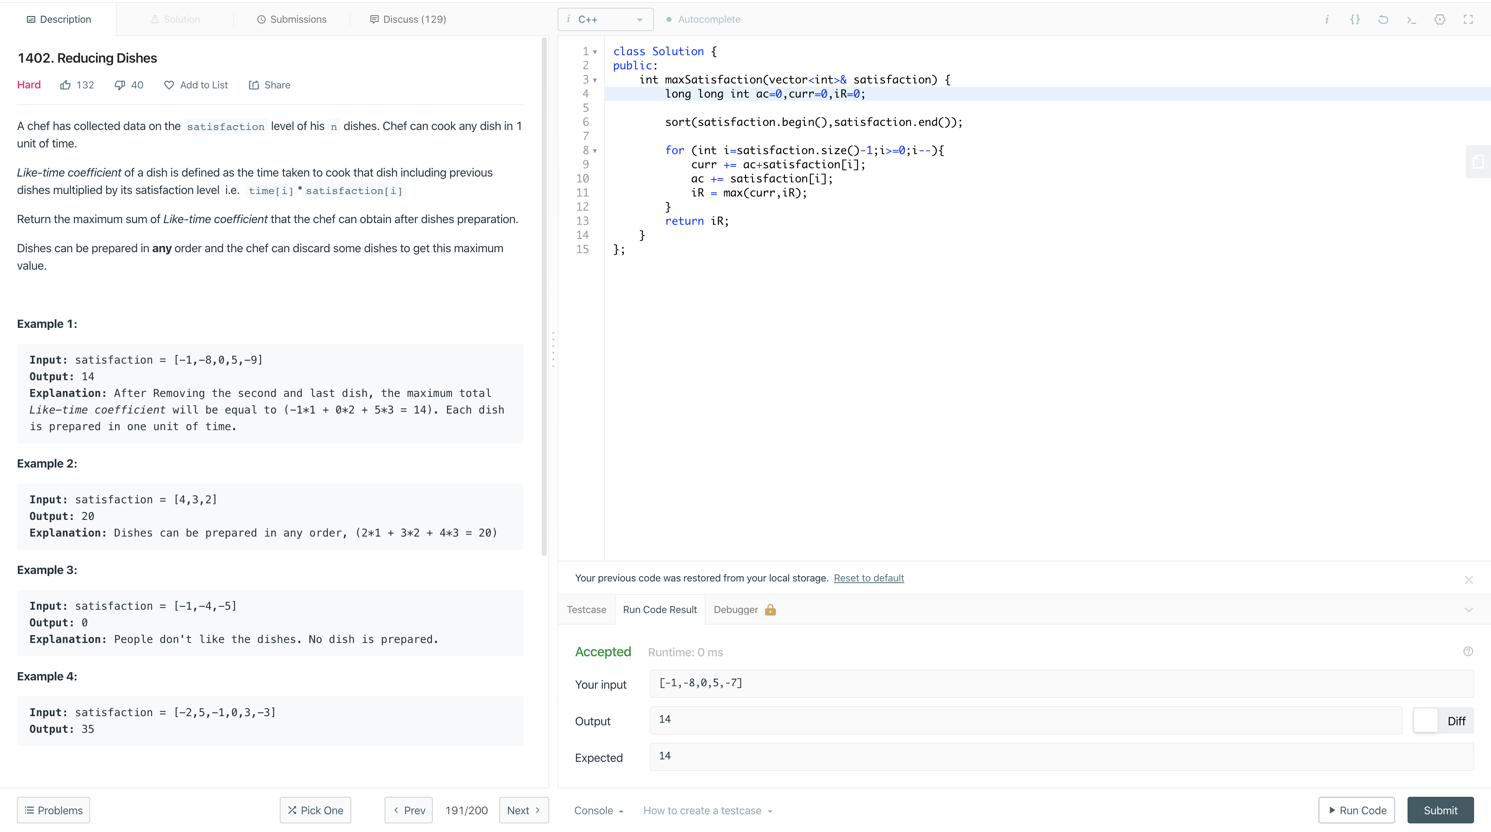 Description
Solution
Submissions
Discuss (129)
1402. Reducing Dishes
Hard 132 40 Add to List Share
A chef has collected data on the satisfaction level of his n dishes. Chef can cook any dish in 1
unit of time.
Like-time coefficient of a dish is defined as the time taken to cook that dish including previous
dishes multiplied by its satisfaction level i.e. time[i] * satisfaction[i]
Return the maximum sum of Like-time coefficient that the chef can obtain after dishes preparation.
Dishes can be prepared in any order and the chef can discard some dishes to get this maximum
value.
Example 1:
Input: satisfaction = [-1,-8,0,5,-9]
Output: 14
Explanation: After Removing the second and last dish, the maximum total
Like-time coefficient will be equal to (-1*1 + 0*2 + 5*3 = 14). Each dish
is prepared in one unit of time.
Example 2:
Input: satisfaction = [4,3,2]
Output: 20
Explanation: Dishes can be prepared in any order, (2*1 + 3*2 + 4*3 = 20)
Example 3:
Input: satisfaction = [-1,-4,-5]
Output: 0
Explanation: People don't like the dishes. No dish is prepared.
Example 4:
Input: satisfaction = [-2,5,-1,0,3,-3]
Output: 35
Problems
Pick One
Prev
191/200
Next
i C++
Autocomplete
i {} >_
1 class Solution {
2 public:
3 int maxSatisfaction(vector<int>& satisfaction) {
4 long long int ac=0,curr=0,iR=0;
5
6 sort(satisfaction.begin(),satisfaction.end());
7
8 for (int i=satisfaction.size()-1;i>=0;i--){
9 curr += ac+satisfaction[i];
10 ac += satisfaction[i];
11 iR = max(curr,iR);
12 }
13 return iR;
14 }
15 };
Your previous code was restored from your local storage. Reset to default
Testcase
Run Code Result
Debugger
Accepted Runtime: 0 ms
Your input [-1,-8,0,5,-7]
Output 14 Diff
Expected 14
Console
How to create a testcase
Run Code
Submit